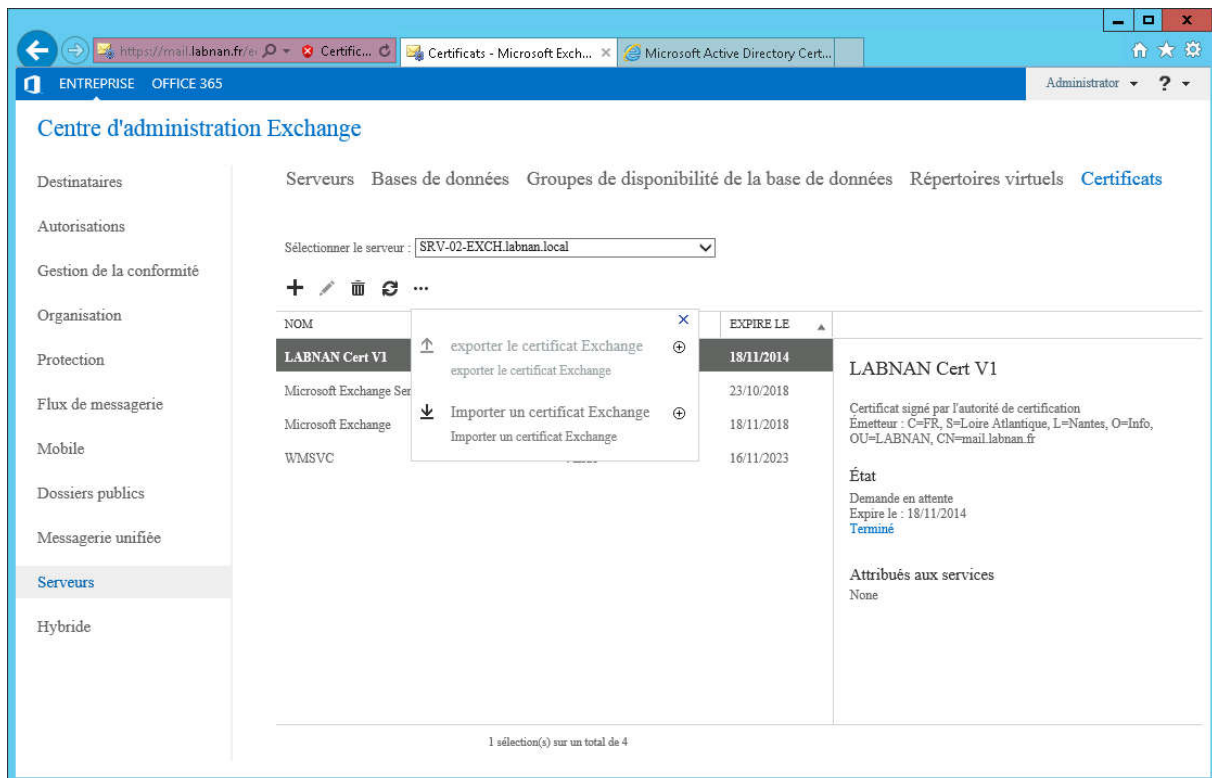 https://mail.labnan.fr/e
Certific...
Certificats - Microsoft Exch...
Microsoft Active Directory Cert...
ENTREPRISE OFFICE 365
Administrator
?
Centre d'administration Exchange
Destinataires
Autorisations
Gestion de la conformité
Organisation
Protection
Flux de messagerie
Mobile
Dossiers publics
Messagerie unifiée
Serveurs
Hybride
Serveurs Bases de données Groupes de disponibilité de la base de données Répertoires virtuels Certificats
Sélectionner le serveur : SRV-02-EXCH.labnan.local
NOM EXPIRE LE
LABNAN Cert V1 18/11/2014
Microsoft Exchange Ser 23/10/2018
Microsoft Exchange 18/11/2018
WMSVC 16/11/2023
exporter le certificat Exchange
exporter le certificat Exchange
Importer un certificat Exchange
Importer un certificat Exchange
LABNAN Cert V1
Certificat signé par l'autorité de certification
Émetteur : C=FR, S=Loire Atlantique, L=Nantes, O=Info,
OU=LABNAN, CN=mail.labnan.fr
État
Demande en attente
Expire le : 18/11/2014
Terminé
Attribués aux services
None
1 sélection(s) sur un total de 4